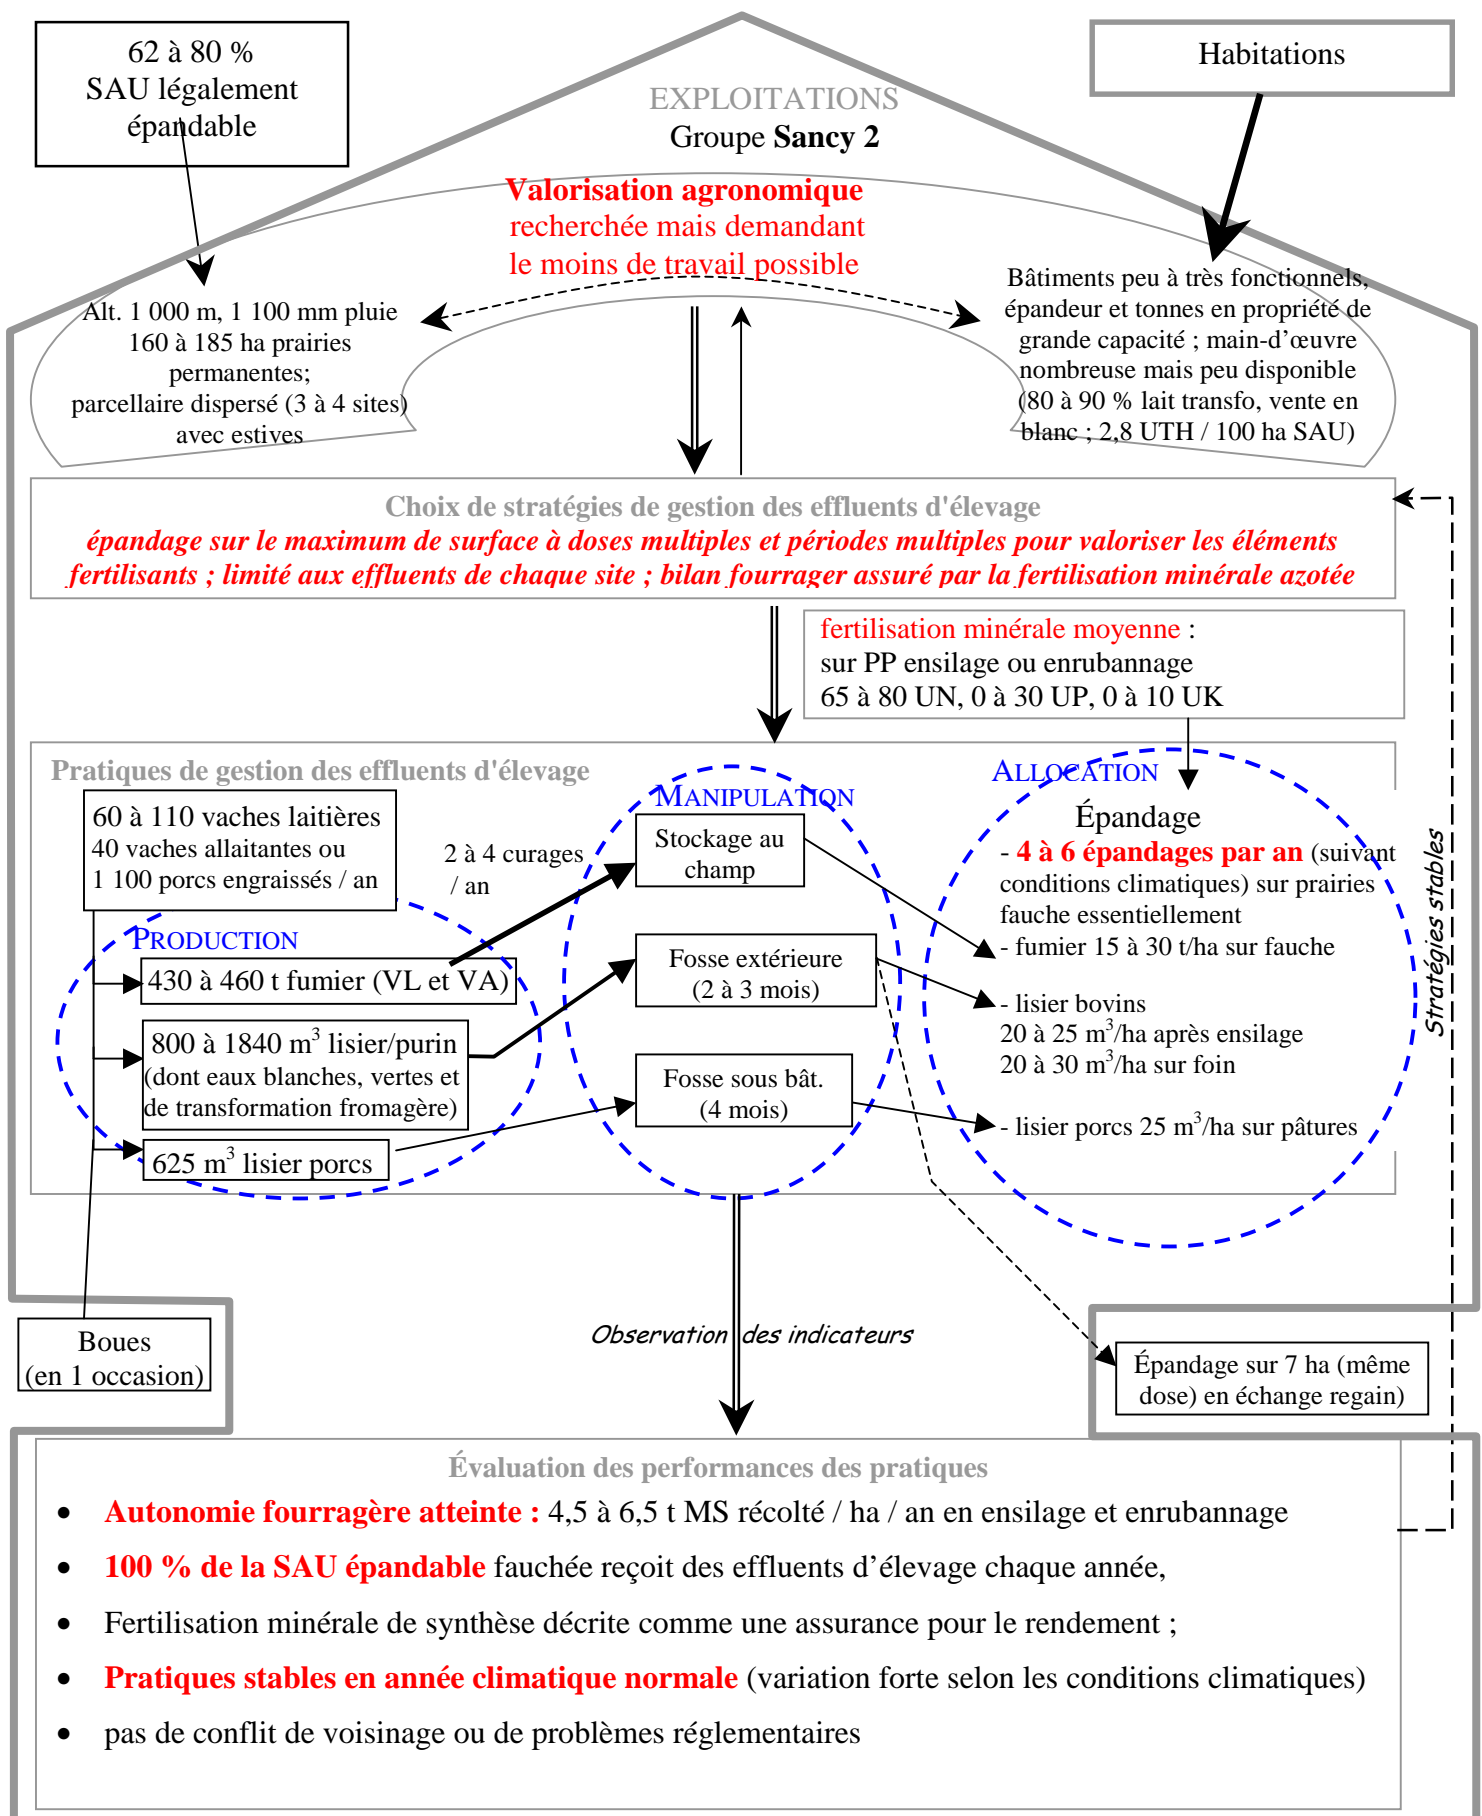 62 à 80 %
SAU légalement
épandable
Habitations
EXPLOITATIONS
Groupe Sancy 2
Valorisation agronomique
recherchée mais demandant
le moins de travail possible
Alt. 1 000 m, 1 100 mm pluie
160 à 185 ha prairies
permanentes;
parcellaire dispersé (3 à 4 sites)
avec estives
Bâtiments peu à très fonctionnels,
épandeur et tonnes en propriété de
grande capacité ; main-d’œuvre
nombreuse mais peu disponible
(80 à 90 % lait transfo, vente en
blanc ; 2,8 UTH / 100 ha SAU)
Choix de stratégies de gestion des effluents d'élevage
épandage sur le maximum de surface à doses multiples et périodes multiples pour valoriser les éléments
fertilisants ; limité aux effluents de chaque site ; bilan fourrager assuré par la fertilisation minérale azotée
fertilisation minérale moyenne :
sur PP ensilage ou enrubannage
65 à 80 UN, 0 à 30 UP, 0 à 10 UK
Pratiques de gestion des effluents d'élevage
60 à 110 vaches laitières
40 vaches allaitantes ou
1 100 porcs engraissés / an
2 à 4 curages
/ an
PRODUCTION
430 à 460 t fumier (VL et VA)
800 à 1840 m³ lisier/purin
(dont eaux blanches, vertes et
de transformation fromagère)
625 m³ lisier porcs
MANIPULATION
Stockage au
champ
Fosse extérieure
(2 à 3 mois)
Fosse sous bât.
(4 mois)
ALLOCATION
Épandage
- 4 à 6 épandages par an (suivant
conditions climatiques) sur prairies
fauche essentiellement
- fumier 15 à 30 t/ha sur fauche
- lisier bovins
20 à 25 m³/ha après ensilage
20 à 30 m³/ha sur foin
- lisier porcs 25 m³/ha sur pâtures
Stratégies stables
Boues
(en 1 occasion)
Observation des indicateurs
Épandage sur 7 ha (même
dose) en échange regain)
Évaluation des performances des pratiques
• Autonomie fourragère atteinte : 4,5 à 6,5 t MS récolté / ha / an en ensilage et enrubannage
• 100 % de la SAU épandable fauchée reçoit des effluents d’élevage chaque année,
• Fertilisation minérale de synthèse décrite comme une assurance pour le rendement ;
• Pratiques stables en année climatique normale (variation forte selon les conditions climatiques)
• pas de conflit de voisinage ou de problèmes réglementaires